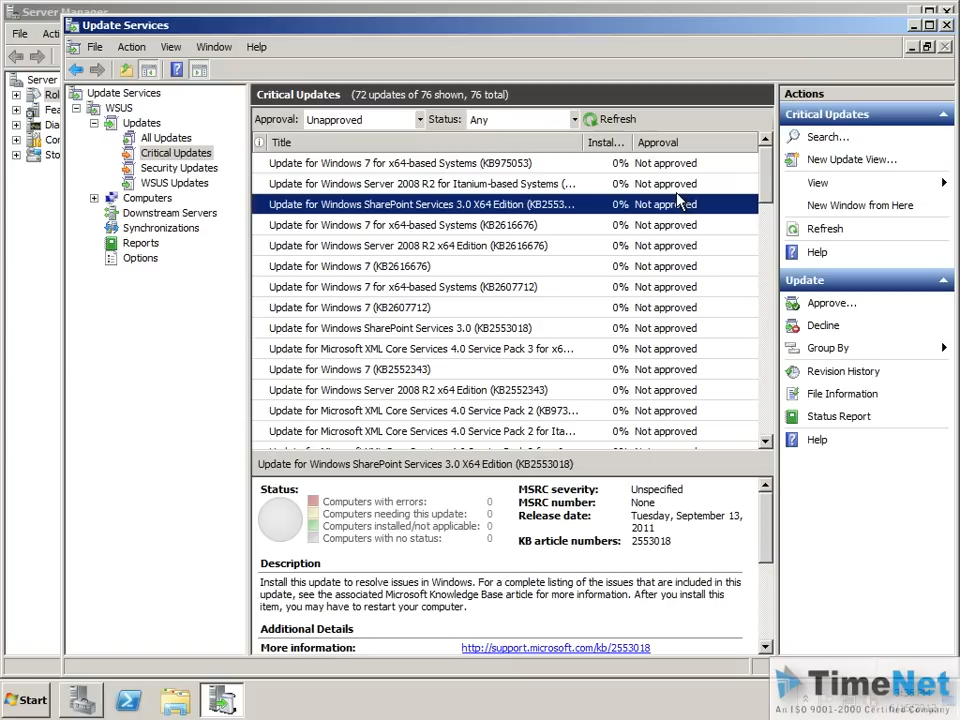 Server Manager
File
Update Services
File Action View Window Help
Server
Update Services
WSUS
Updates
All Updates
Critical Updates
Security Updates
WSUS Updates
Computers
Downstream Servers
Synchronizations
Reports
Options
Critical Updates (72 updates of 76 shown, 76 total)
Approval: Unapproved Status: Any Refresh
Title Instal... Approval
Update for Windows 7 for x64-based Systems (KB975053) 0% Not approved
Update for Windows Server 2008 R2 for Itanium-based Systems (... 0% Not approved
Update for Windows SharePoint Services 3.0 X64 Edition (KB2553... 0% Not approved
Update for Windows 7 for x64-based Systems (KB2616676) 0% Not approved
Update for Windows Server 2008 R2 x64 Edition (KB2616676) 0% Not approved
Update for Windows 7 (KB2616676) 0% Not approved
Update for Windows 7 for x64-based Systems (KB2607712) 0% Not approved
Update for Windows 7 (KB2607712) 0% Not approved
Update for Windows SharePoint Services 3.0 (KB2553018) 0% Not approved
Update for Microsoft XML Core Services 4.0 Service Pack 3 for x6... 0% Not approved
Update for Windows 7 (KB2552343) 0% Not approved
Update for Windows Server 2008 R2 x64 Edition (KB2552343) 0% Not approved
Update for Microsoft XML Core Services 4.0 Service Pack 2 (KB973... 0% Not approved
Update for Microsoft XML Core Services 4.0 Service Pack 2 for Ita... 0% Not approved
Update for Windows SharePoint Services 3.0 X64 Edition (KB2553018)
Status:
Computers with errors: 0
Computers needing this update: 0
Computers installed/not applicable: 0
Computers with no status: 0
MSRC severity: Unspecified
MSRC number: None
Release date: Tuesday, September 13,
2011
KB article numbers: 2553018
Description
Install this update to resolve issues in Windows. For a complete listing of the issues that are included in this
update, see the associated Microsoft Knowledge Base article for more information. After you install this
item, you may have to restart your computer.
Additional Details
More information: http://support.microsoft.com/kb/2553018
Actions
Critical Updates
Search...
New Update View...
View
New Window from Here
Refresh
Help
Update
Approve...
Decline
Group By
Revision History
File Information
Status Report
Help
Start
TimeNet
An ISO 9001-2000 Certified Company